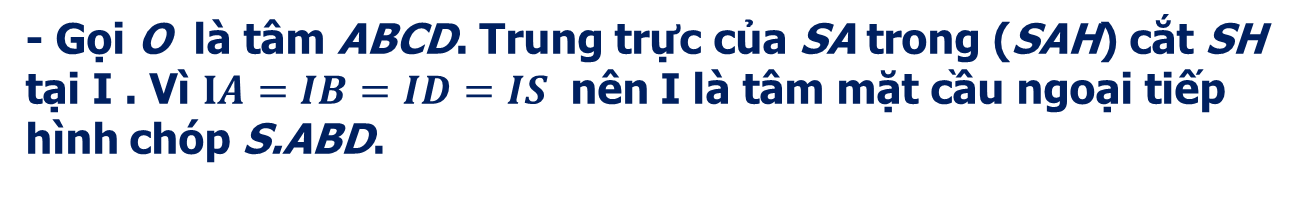 - Gọi O là tâm ABCD. Trung trực của SA trong (SAH) cắt SH
tại I . Vì IA = IB = ID = IS nên I là tâm mặt cầu ngoại tiếp
hình chóp S.ABD.